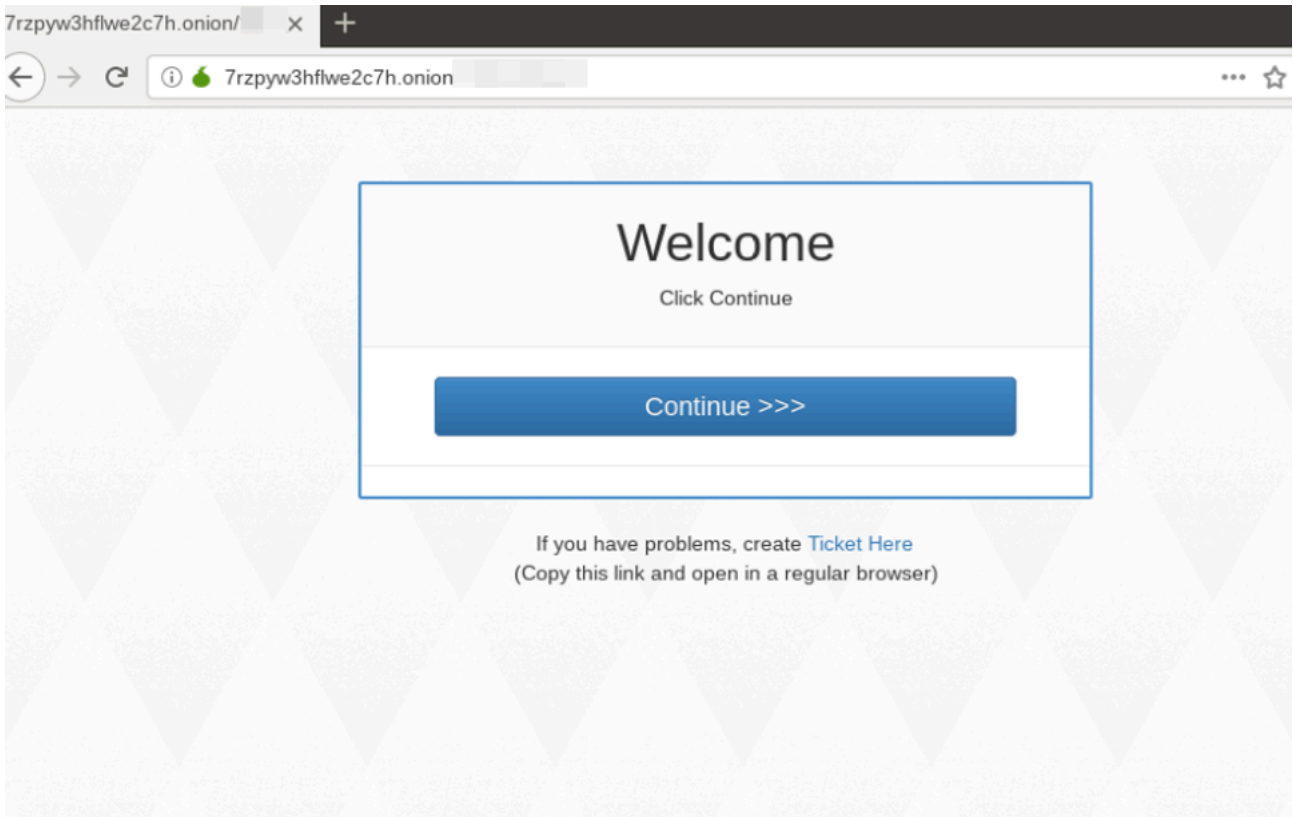 7rzpyw3hflwe2c7h.onion/
7rzpyw3hflwe2c7h.onion
Welcome
Click Continue
Continue >>>
If you have problems, create Ticket Here
(Copy this link and open in a regular browser)